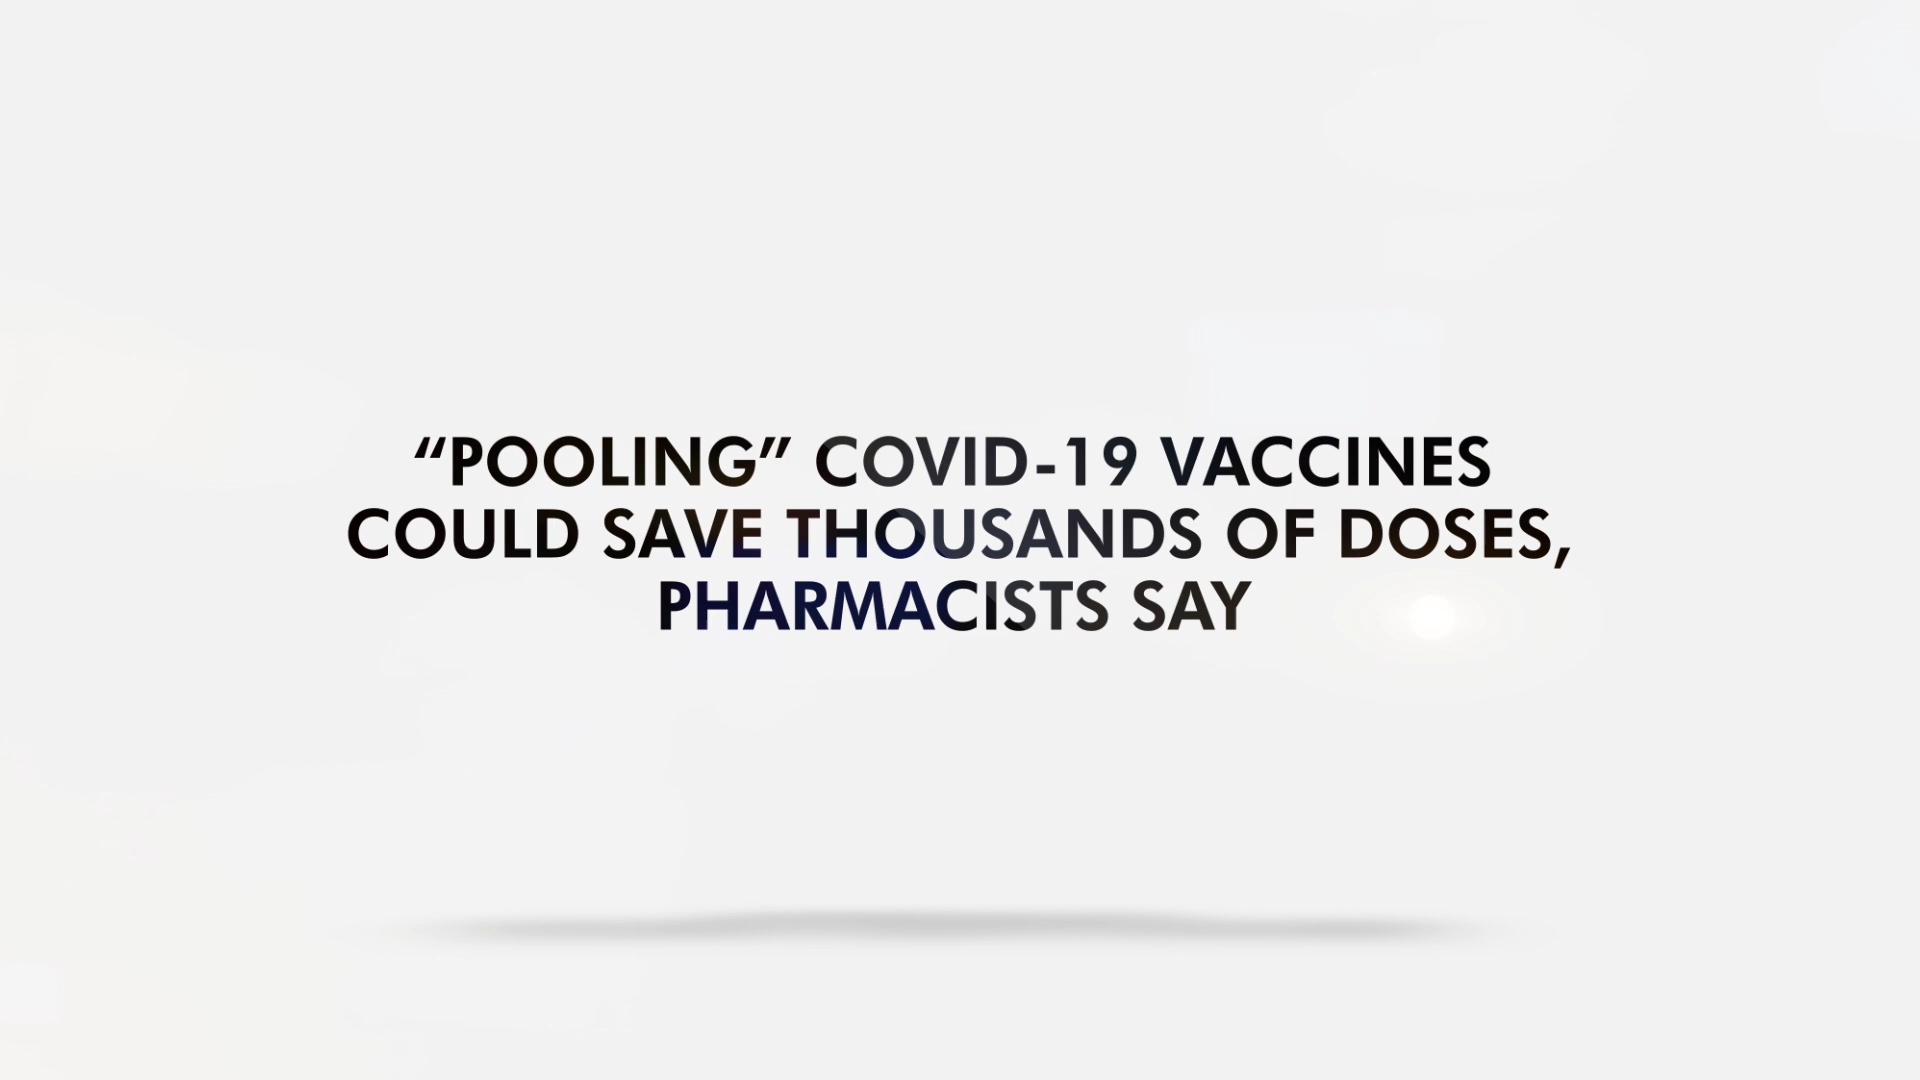 “POOLING” COVID-19 VACCINES
COULD SAVE THOUSANDS OF DOSES,
PHARMACISTS SAY